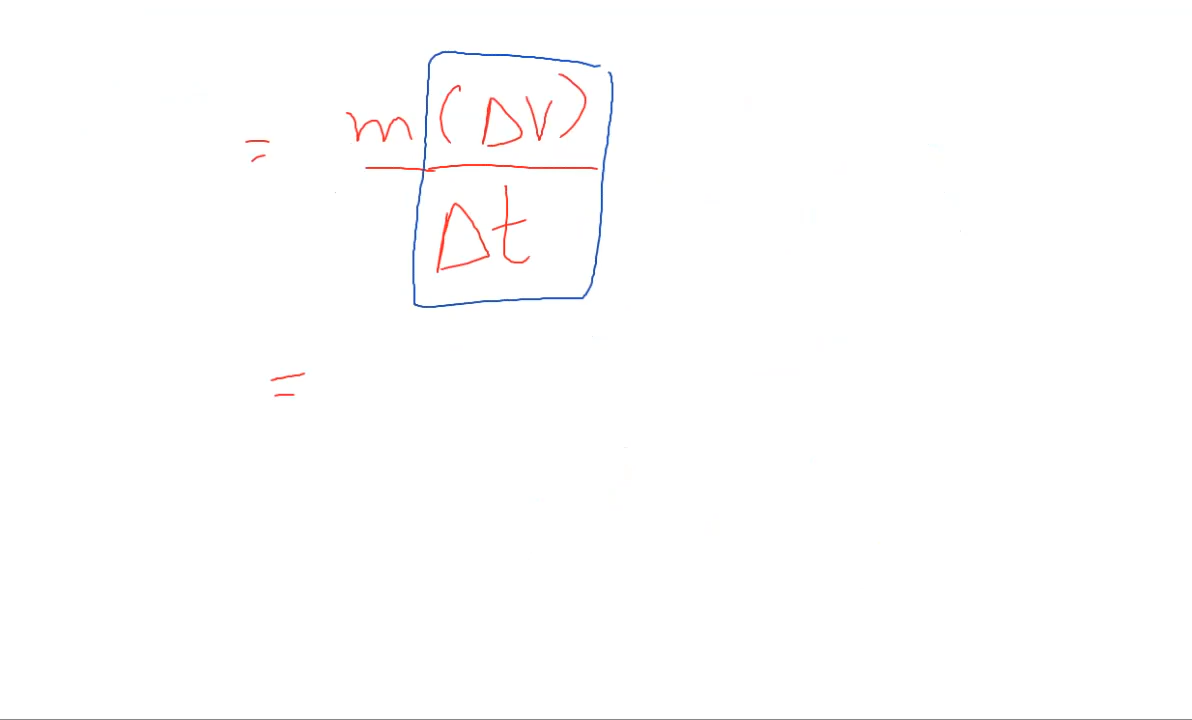 = m(Δv)
Δt
=